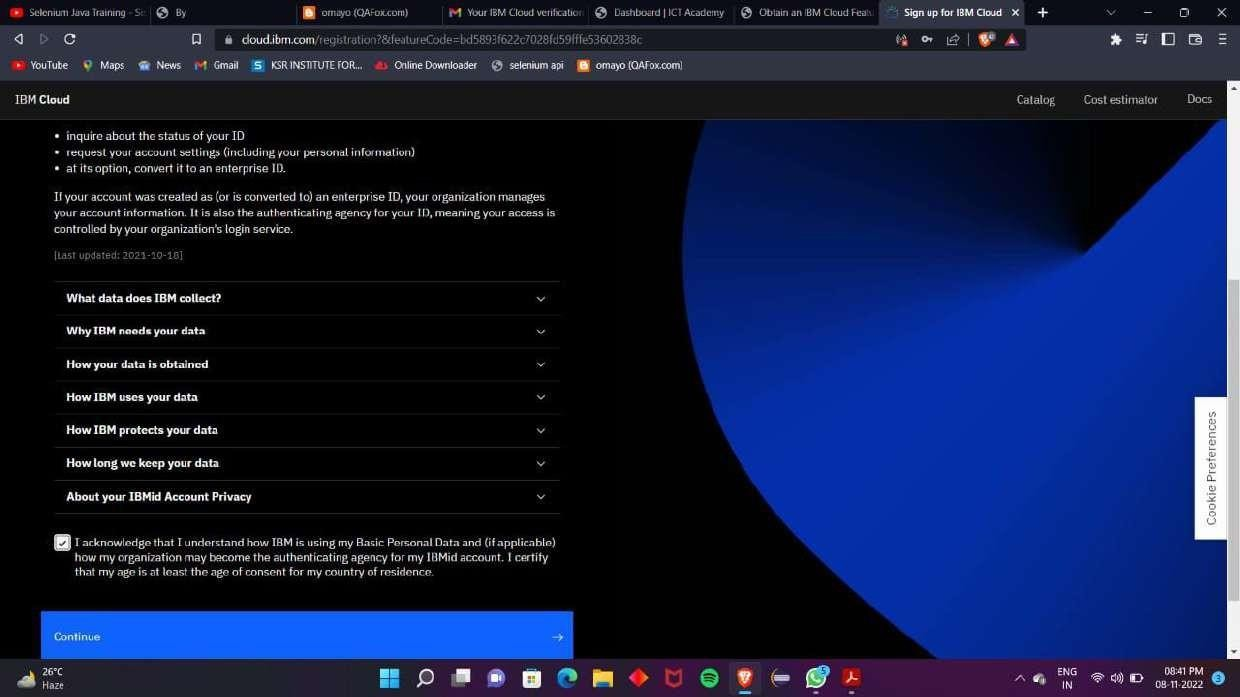 Selenium Java Training - Se
By
omayo (QAFox.com)
Your IBM Cloud verification
Dashboard | ICT Academy
Obtain an IBM Cloud Featu
Sign up for IBM Cloud
cloud.ibm.com/registration?&featureCode=bd5893f622c7028fd59fffe53602838c
YouTube
Maps
News
Gmail
KSR INSTITUTE FOR...
Online Downloader
selenium api
omayo (QAFox.com)
IBM Cloud
Catalog
Cost estimator
Docs
• inquire about the status of your ID
• request your account settings (including your personal information)
• at its option, convert it to an enterprise ID.
If your account was created as (or is converted to) an enterprise ID, your organization manages
your account information. It is also the authenticating agency for your ID, meaning your access is
controlled by your organization's login service.
[Last updated: 2021-10-18]
What data does IBM collect?
Why IBM needs your data
How your data is obtained
How IBM uses your data
How IBM protects your data
How long we keep your data
About your IBMid Account Privacy
Cookie Preferences
I acknowledge that I understand how IBM is using my Basic Personal Data and (if applicable)
how my organization may become the authenticating agency for my IBMid account. I certify
that my age is at least the age of consent for my country of residence.
Continue
26°C
Haze
5
ENG
IN
08:41 PM
08-11-2022
3